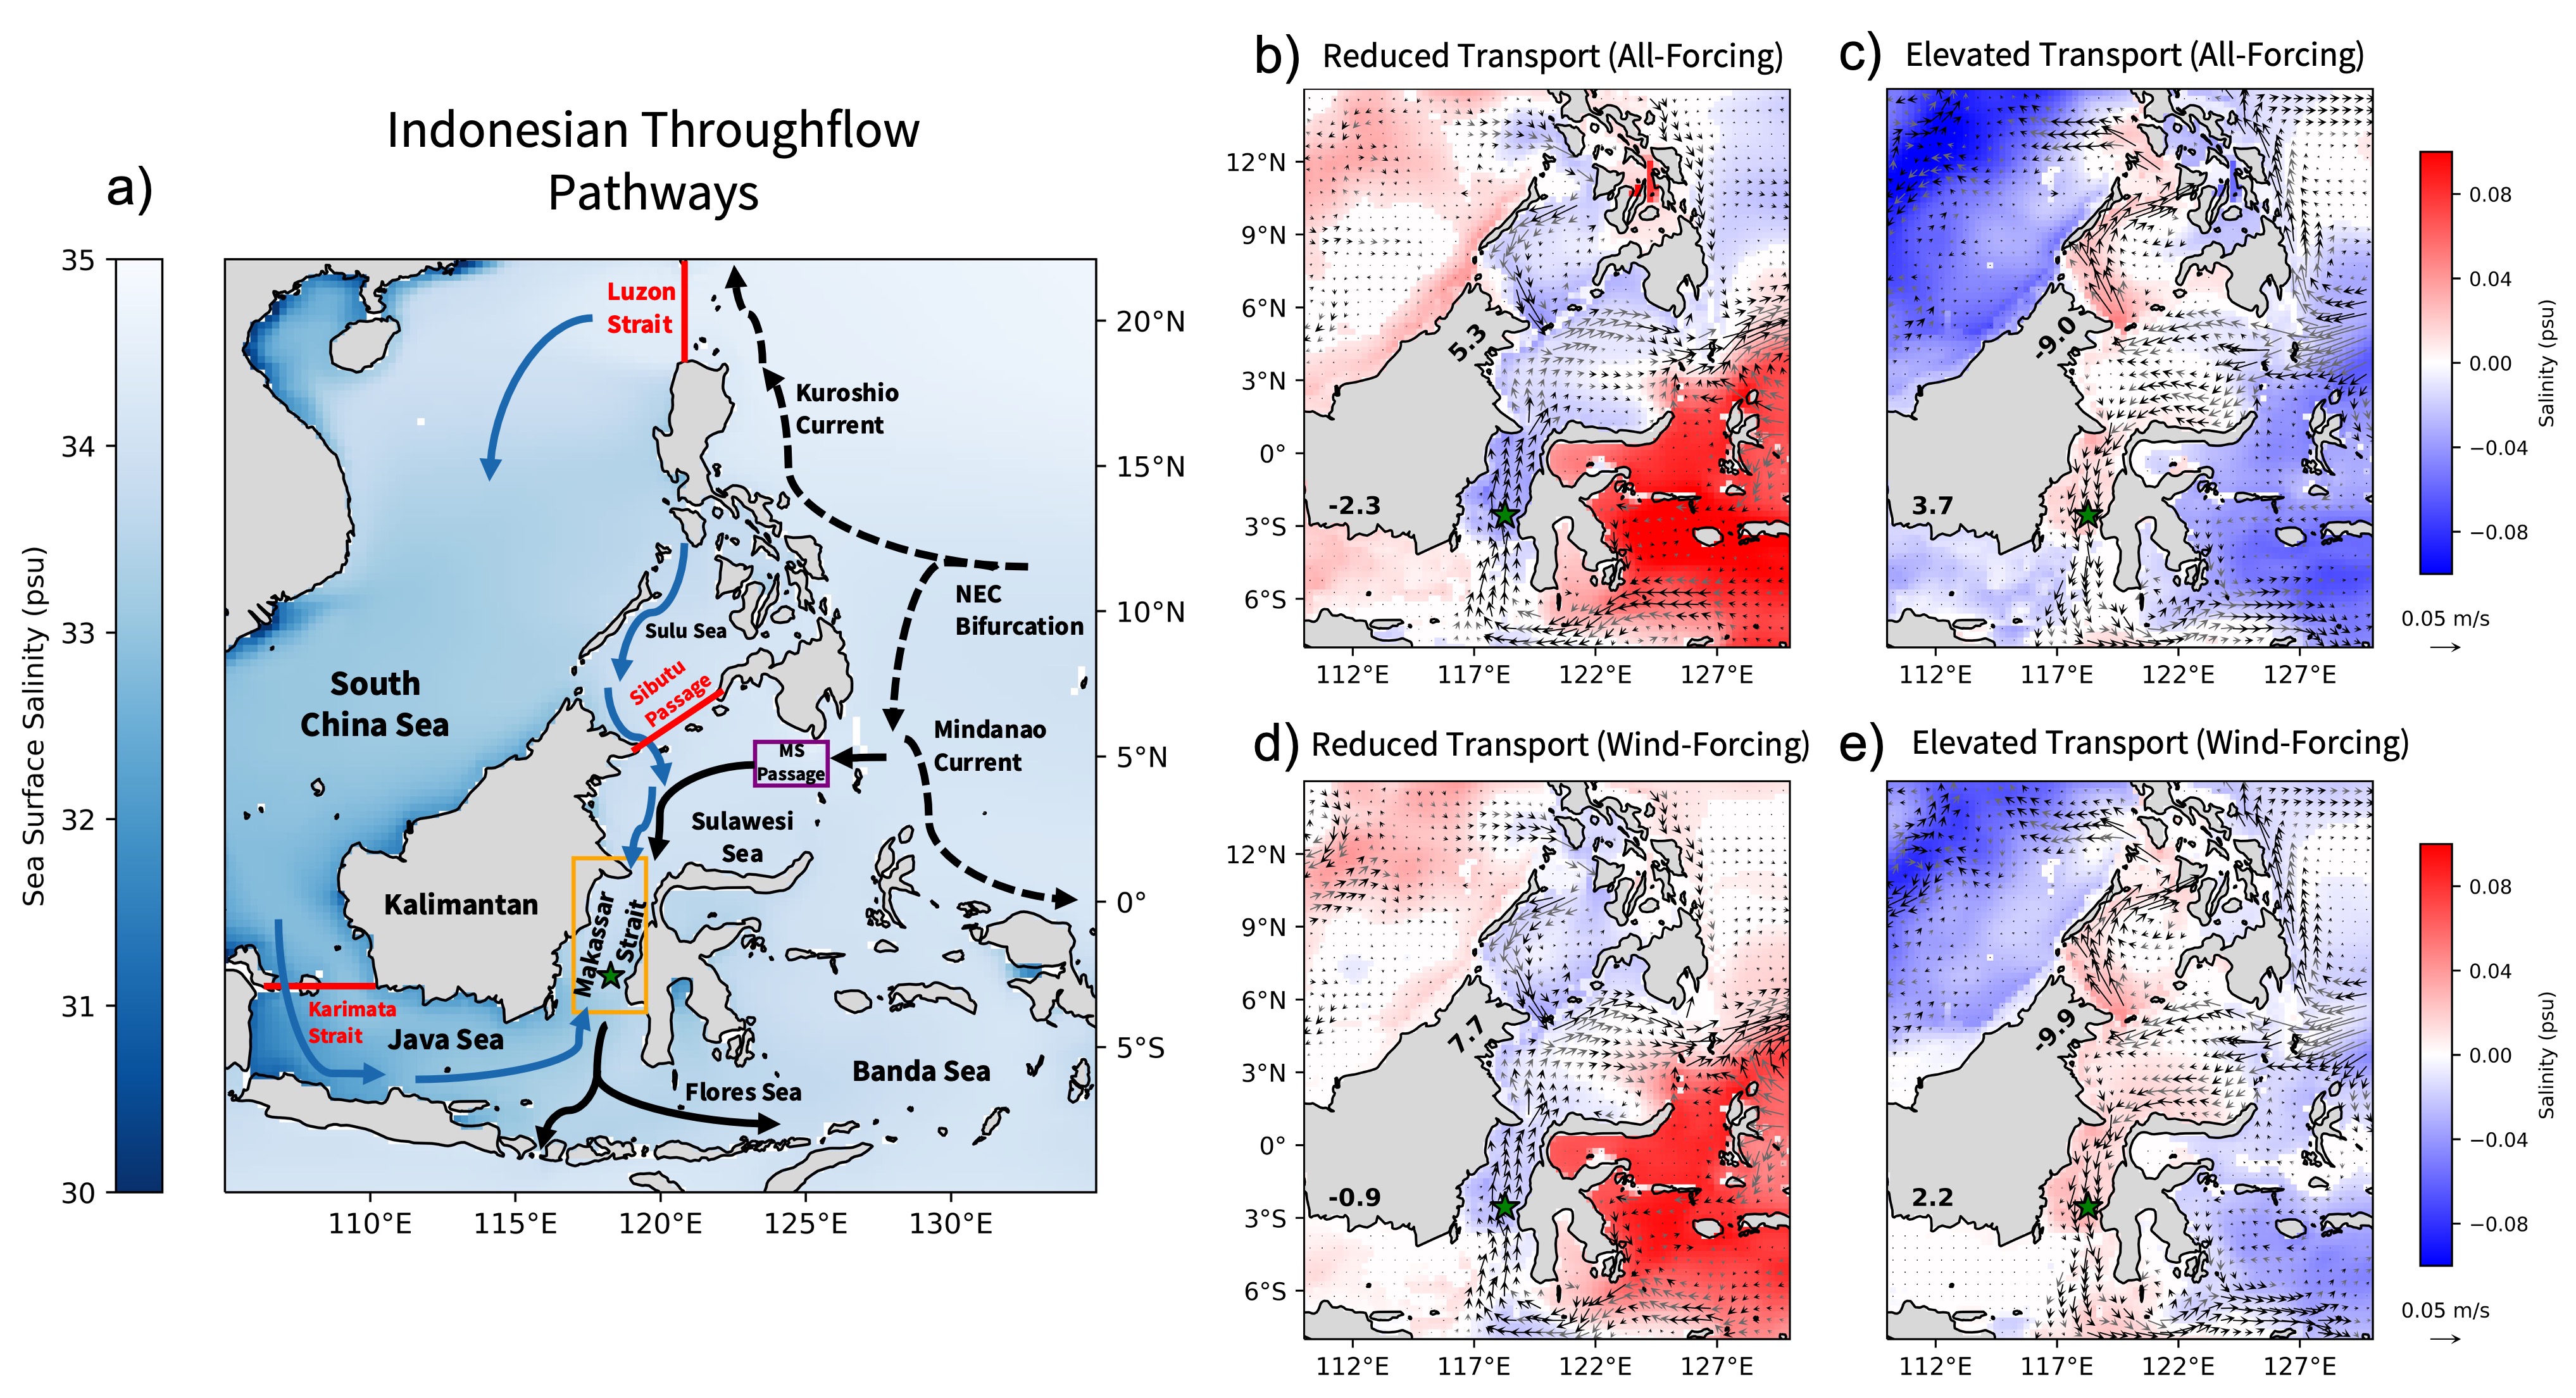 a)
Indonesian Throughflow
Pathways
Sea Surface Salinity (psu)
35
34
33
32
31
30
20°N
15°N
10°N
5°N
0°
5°S
110°E
115°E
120°E
125°E
130°E
Luzon
Strait
Kuroshio
Current
NEC
Bifurcation
Sulu Sea
Sibutu
Passage
South
China Sea
Mindanao
Current
MS
Passage
Sulawesi
Sea
Kalimantan
Makassar
Strait
Karimata
Strait
Java Sea
Flores Sea
Banda Sea
b)
Reduced Transport (All-Forcing)
12°N
9°N
6°N
3°N
0°
3°S
6°S
5.3
-2.3
112°E
117°E
122°E
127°E
c)
Elevated Transport (All-Forcing)
-9.0
3.7
112°E
117°E
122°E
127°E
0.08
0.04
0.00
−0.04
−0.08
Salinity (psu)
0.05 m/s
d)
Reduced Transport (Wind-Forcing)
12°N
9°N
6°N
3°N
0°
3°S
6°S
7.7
-0.9
112°E
117°E
122°E
127°E
e)
Elevated Transport (Wind-Forcing)
-9.9
2.2
112°E
117°E
122°E
127°E
0.08
0.04
0.00
−0.04
−0.08
Salinity (psu)
0.05 m/s